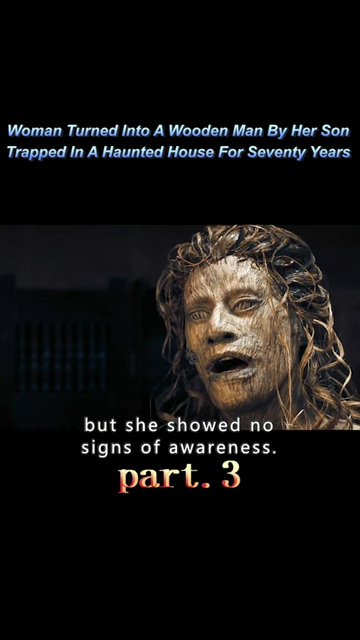 Woman Turned Into A Wooden Man By Her Son
Trapped In A Haunted House For Seventy Years
but she showed no
signs of awareness.
part.3